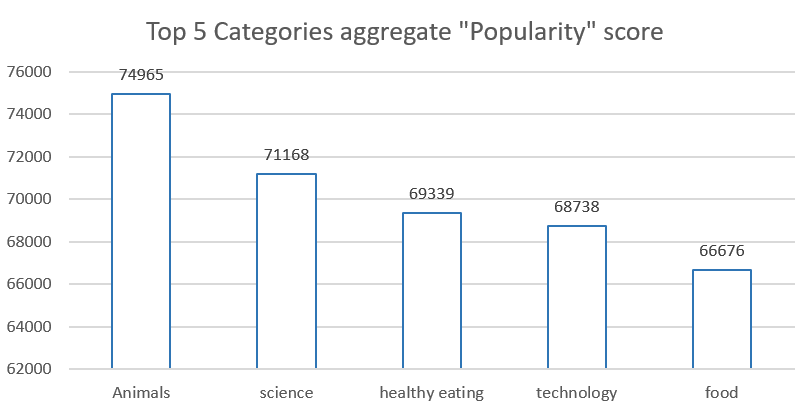 Top 5 Categories aggregate "Popularity" score
76000
74000
72000
70000
68000
66000
64000
62000
74965
71168
69339
68738
66676
Animals
science
healthy eating
technology
food